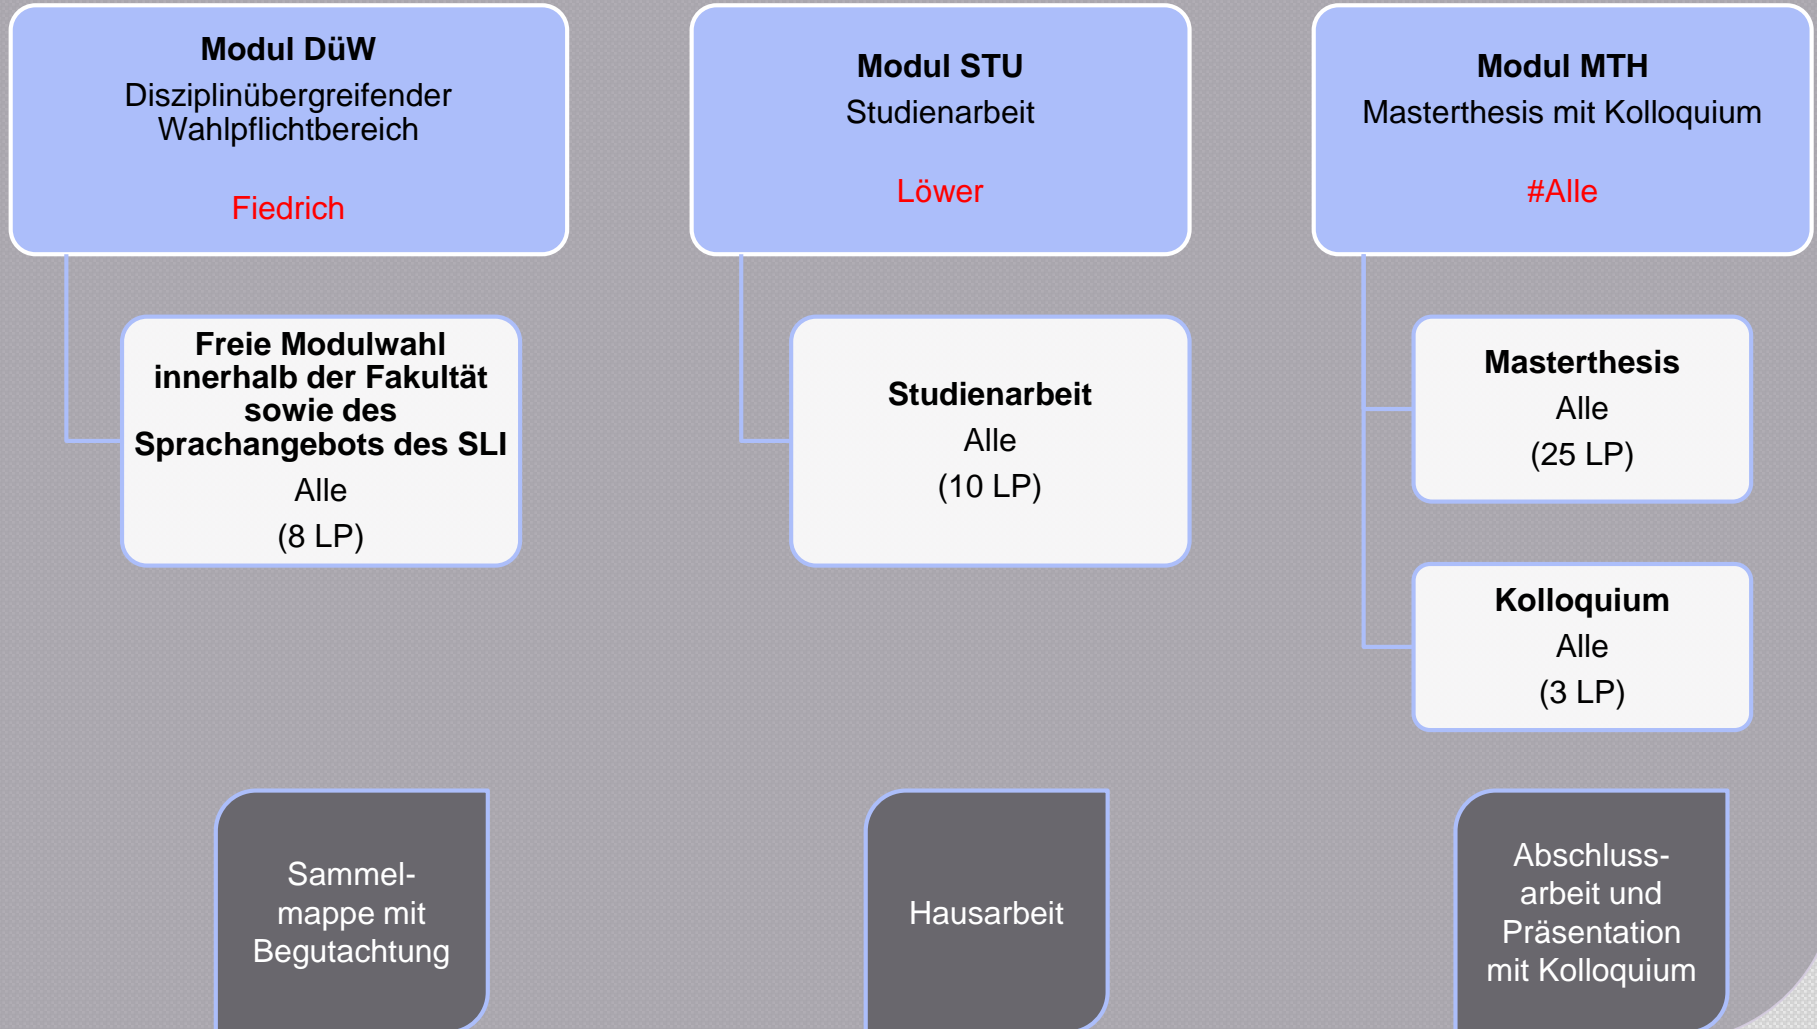 Modul DüW
Disziplinübergreifender
Wahlpflichtbereich
Fiedrich
Freie Modulwahl
innerhalb der Fakultät
sowie des
Sprachangebots des SLI
Alle
(8 LP)
Sammel-
mappe mit
Begutachtung
Modul STU
Studienarbeit
Löwer
Studienarbeit
Alle
(10 LP)
Hausarbeit
Modul MTH
Masterthesis mit Kolloquium
#Alle
Masterthesis
Alle
(25 LP)
Kolloquium
Alle
(3 LP)
Abschluss-
arbeit und
Präsentation
mit Kolloquium